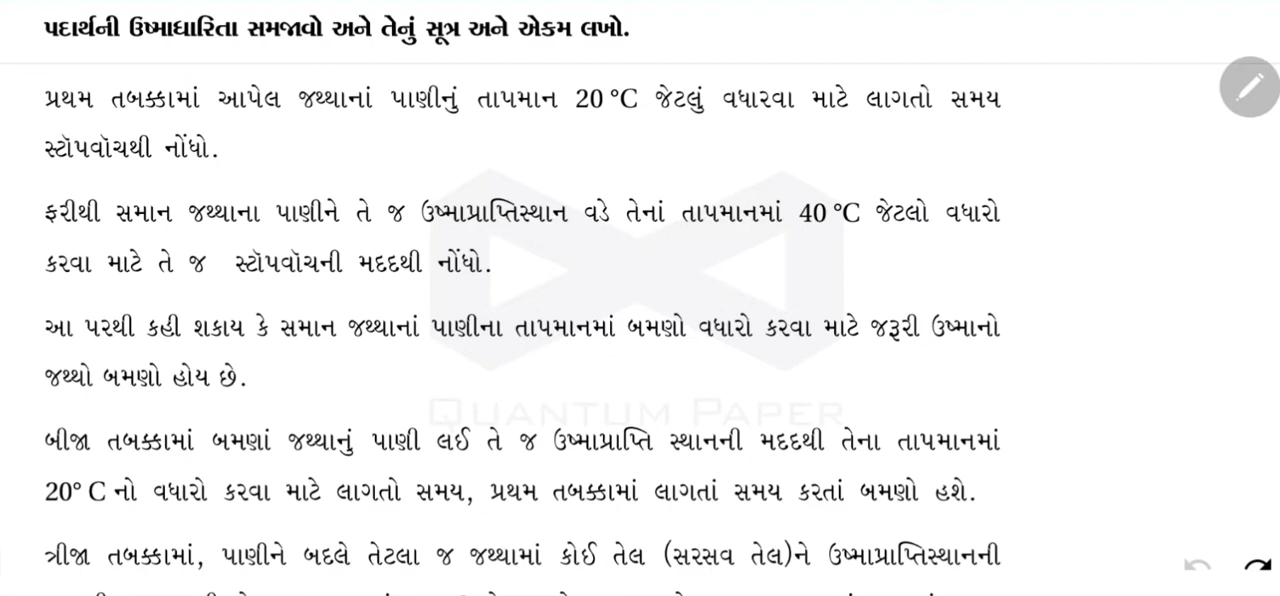 પદાર્થની ઉષ્માધારિતા સમજાવો અને તેનું સૂત્ર અને એકમ લખો.
પ્રથમ તબક્કામાં આપેલ જથ્થાનાં પાણીનું તાપમાન 20 °C જેટલું વધારવા માટે લાગતો સમય
સ્ટૉપવૉચથી નોંધો.
ફરીથી સમાન જથ્થાના પાણીને તે જ ઉષ્માપ્રાપ્તિસ્થાન વડે તેનાં તાપમાનમાં 40 °C જેટલો વધારો
કરવા માટે તે જ સ્ટૉપવૉચની મદદથી નોંધો.
આ પરથી કહી શકાય કે સમાન જથ્થાનાં પાણીના તાપમાનમાં બમણો વધારો કરવા માટે જરૂરી ઉષ્માનો
જથ્થો બમણો હોય છે.
QUANTUM PAPER
બીજા તબક્કામાં બમણાં જથ્થાનું પાણી લઈ તે જ ઉષ્માપ્રાપ્તિ સ્થાનની મદદથી તેના તાપમાનમાં
20° C નો વધારો કરવા માટે લાગતો સમય, પ્રથમ તબક્કામાં લાગતાં સમય કરતાં બમણો હશે.
ત્રીજા તબક્કામાં, પાણીને બદલે તેટલા જ જથ્થામાં કોઈ તેલ (સરસવ તેલ)ને ઉષ્માપ્રાપ્તિસ્થાનની